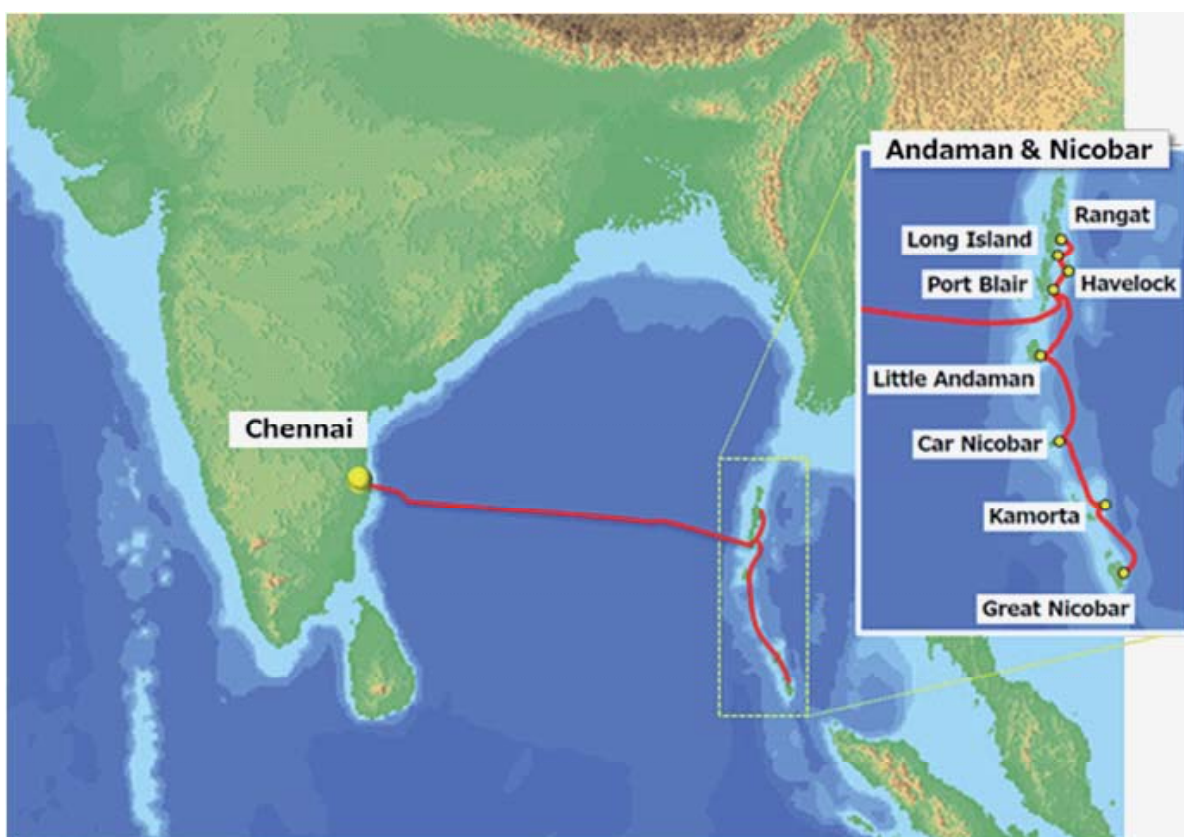 Andaman & Nicobar
Rangat
Long Island
Port Blair
Havelock
Little Andaman
Chennai
Car Nicobar
Kamorta
Great Nicobar